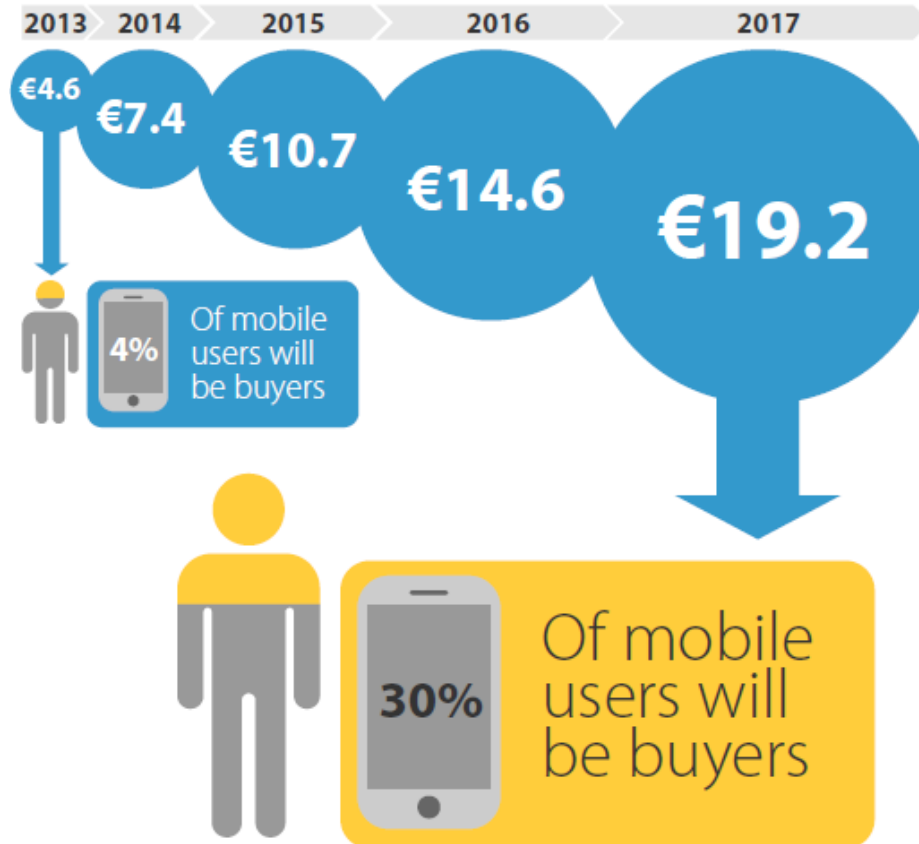 2013 2014 2015 2016 2017
€4.6
€7.4
€10.7
€14.6
€19.2
4%
Of mobile
users will
be buyers
30%
Of mobile
users will
be buyers